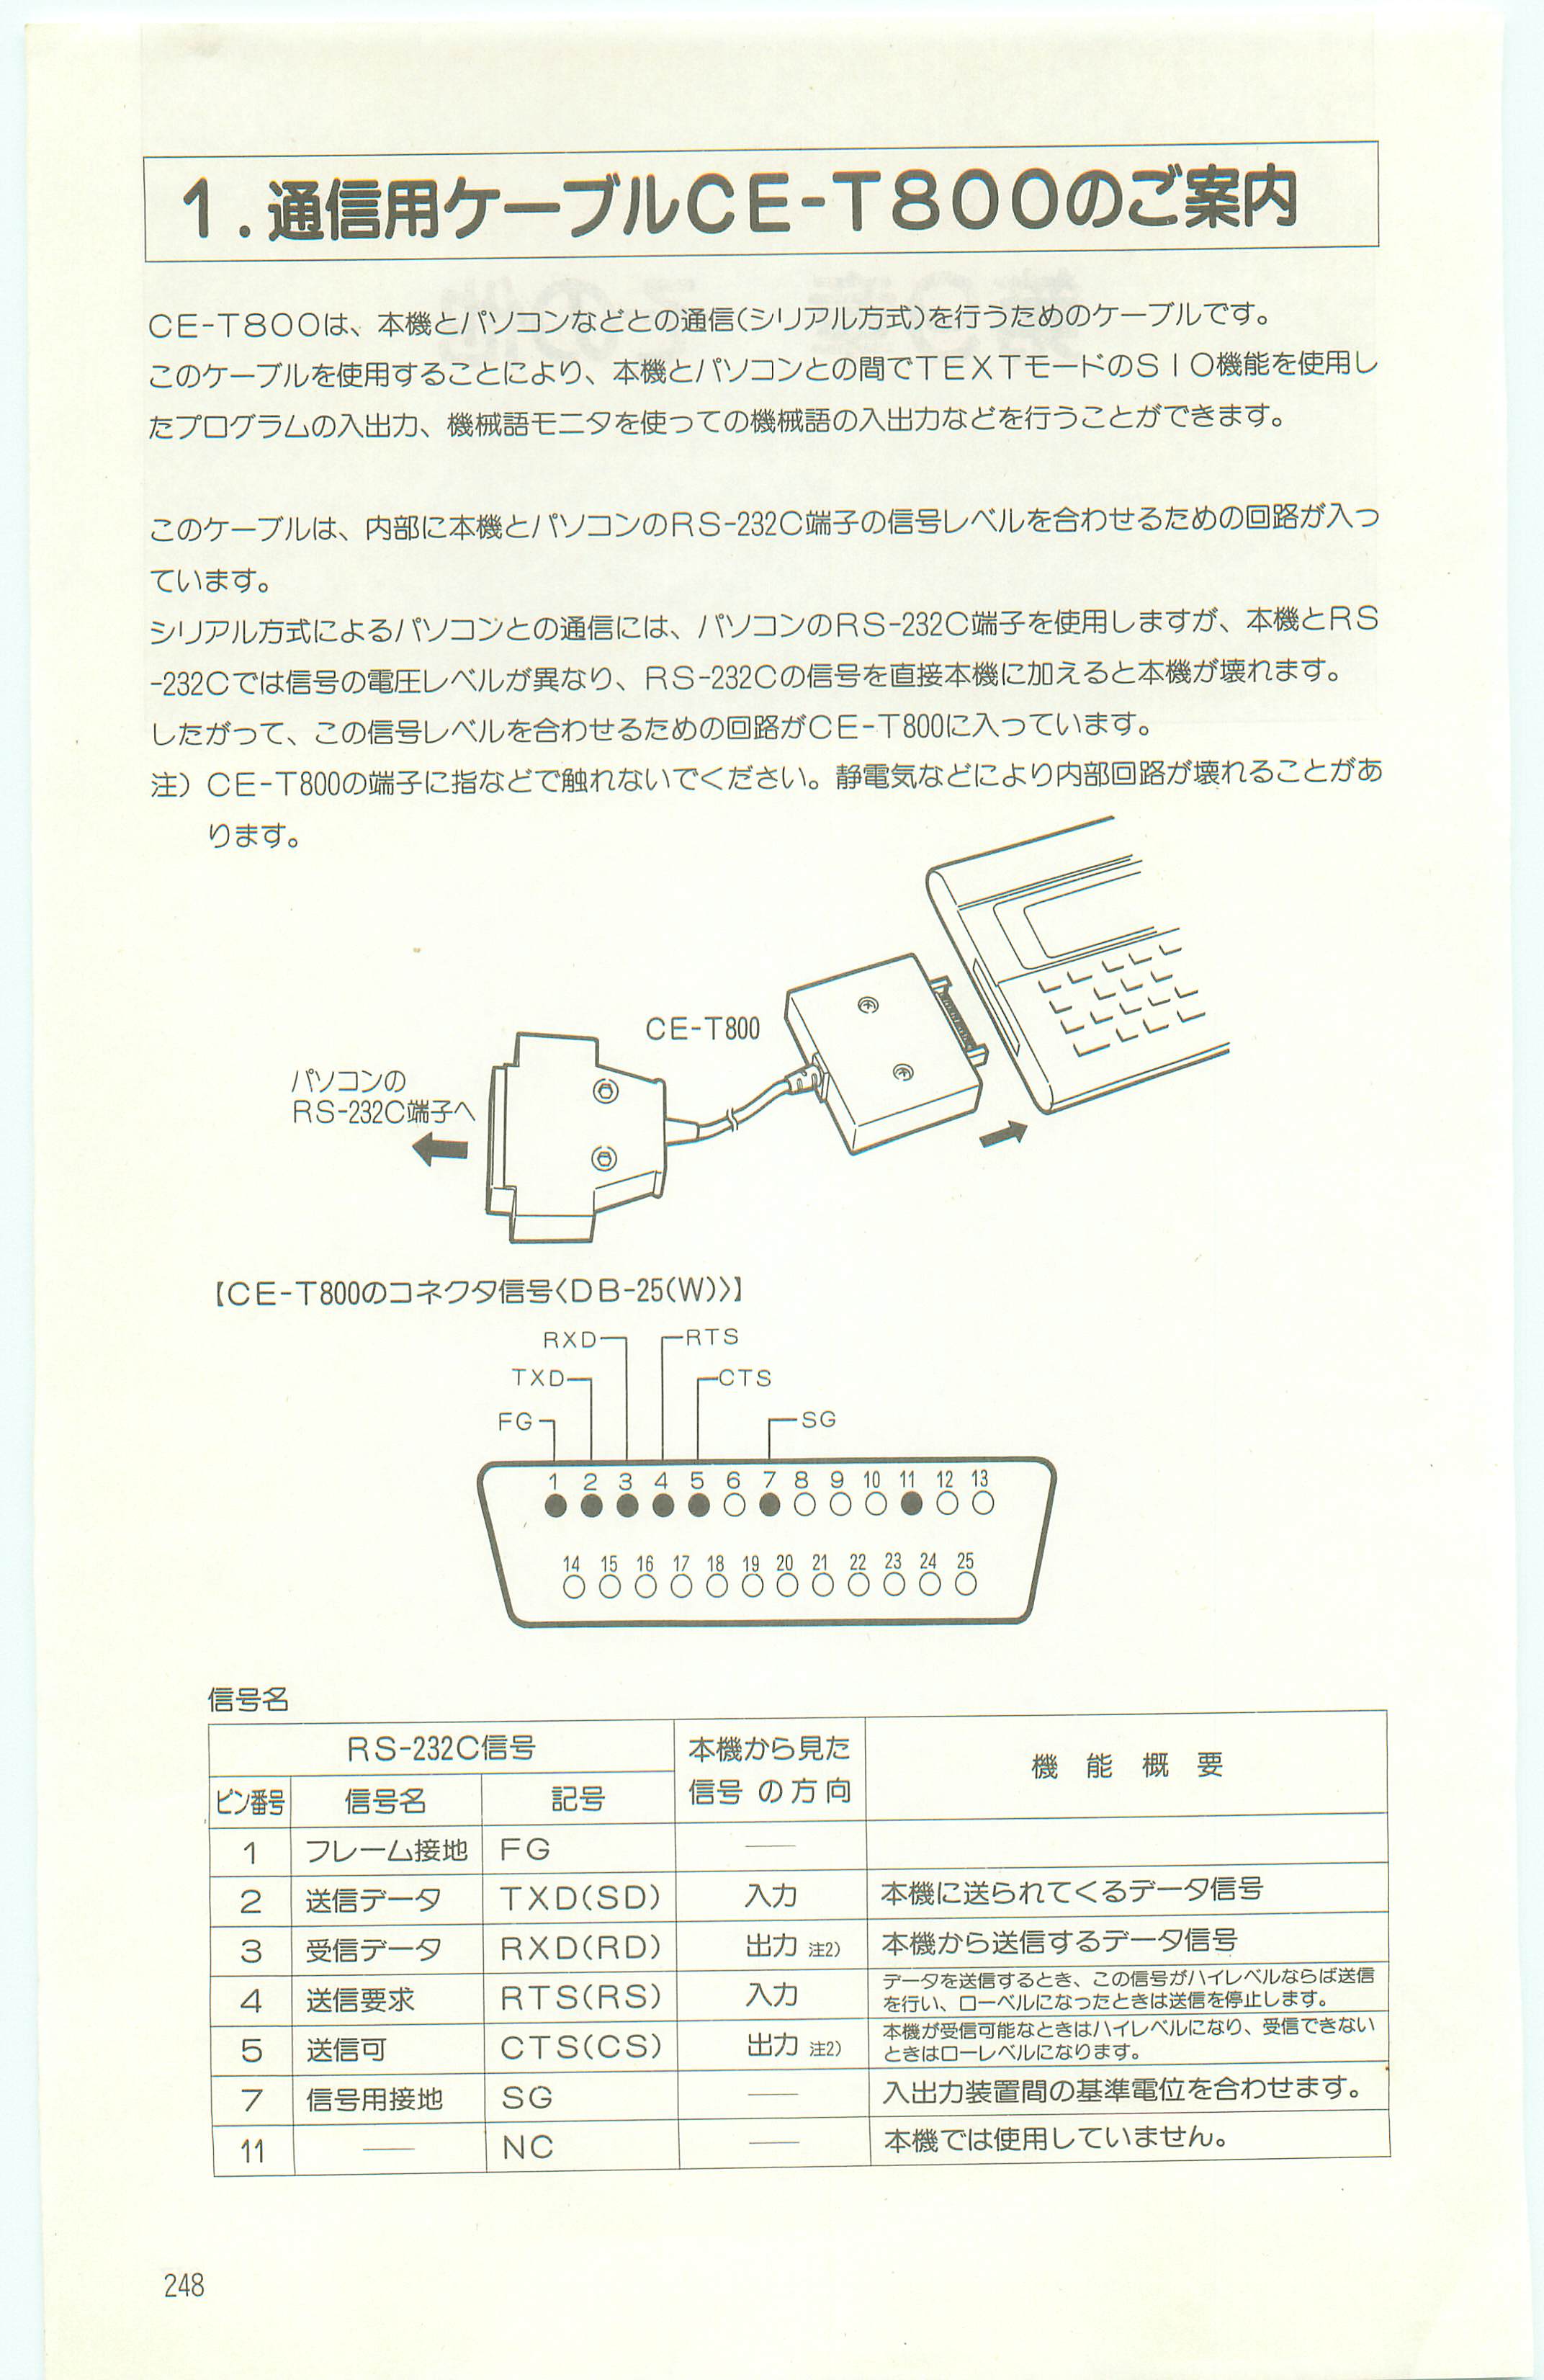 1.通信用ケーブルCE-T800のご案内
CE-T800は、本機とパソコンなどとの通信(シリアル方式)を行うためのケーブルです。
このケーブルを使用することにより、本機とパソコンとの間でTEXTモードのSIO機能を使用し
たプログラムの入出力、機械語モニタを使っての機械語の入出力などを行うことができます。
このケーブルは、内部に本機とパソコンのRS-232C端子の信号レベルを合わせるための回路が入っ
ています。
シリアル方式によるパソコンとの通信には、パソコンのRS-232C端子を使用しますが、本機とRS
-232Cでは信号の電圧レベルが異なり、RS-232Cの信号を直接本機に加えると本機が壊れます。
したがって、この信号レベルを合わせるための回路がCE-T800に入っています。
注) CE-T800の端子に指などで触れないでください。静電気などにより内部回路が壊れることがあ
ります。
CE-T800
パソコンの
RS-232C端子へ
【CE-T800のコネクタ信号〈DB-25(W)〉】
RXD RTS
TXD CTS
FG SG
1 2 3 4 5 6 7 8 9 10 11 12 13
14 15 16 17 18 19 20 21 22 23 24 25
信号名
RS-232C信号 本機から見た信号の方向 機能概要
ピン番号 信号名 記号
1 フレーム接地 FG ――
2 送信データ TXD(SD) 入力 本機に送られてくるデータ信号
3 受信データ RXD(RD) 出力 注2) 本機から送信するデータ信号
4 送信要求 RTS(RS) 入力 データを送信するとき、この信号がハイレベルならば送信
を行い、ローベルになったときは送信を停止します。
5 送信可 CTS(CS) 出力 注2) 本機が受信可能なときはハイレベルになり、受信できない
ときはローレベルになります。
7 信号用接地 SG ―― 入出力装置間の基準電位を合わせます。
11 ―― NC ―― 本機では使用していません。
248